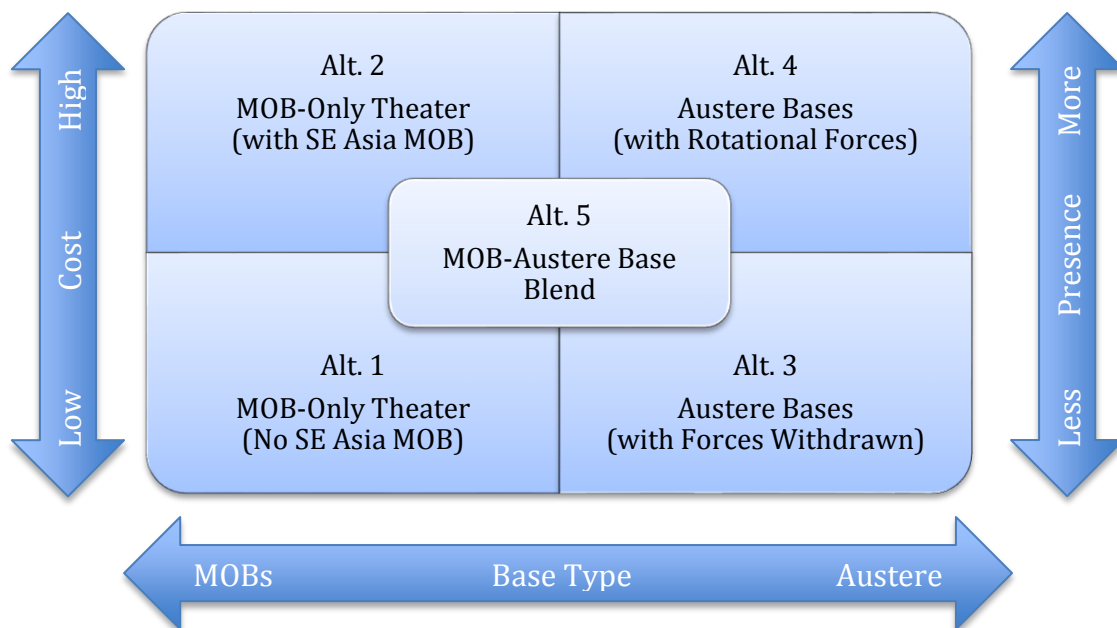 High
Cost
Low
Alt. 2
MOB-Only Theater
(with SE Asia MOB)
Alt. 4
Austere Bases
(with Rotational Forces)
Alt. 5
MOB-Austere Base
Blend
Alt. 1
MOB-Only Theater
(No SE Asia MOB)
Alt. 3
Austere Bases
(with Forces Withdrawn)
More
Presence
Less
MOBs Base Type Austere